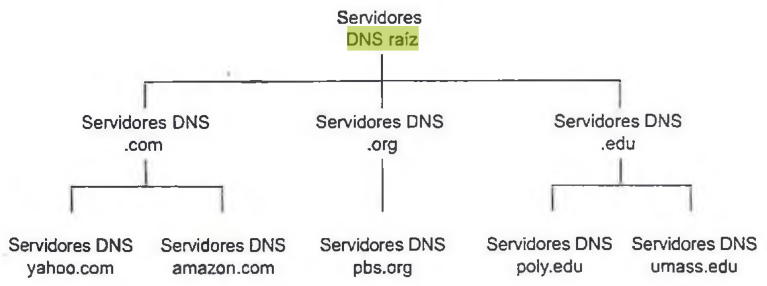 Servidores
DNS raíz
Servidores DNS
.com
Servidores DNS
.org
Servidores DNS
.edu
Servidores DNS
yahoo.com
Servidores DNS
amazon.com
Servidores DNS
pbs.org
Servidores DNS
poly.edu
Servidores DNS
umass.edu